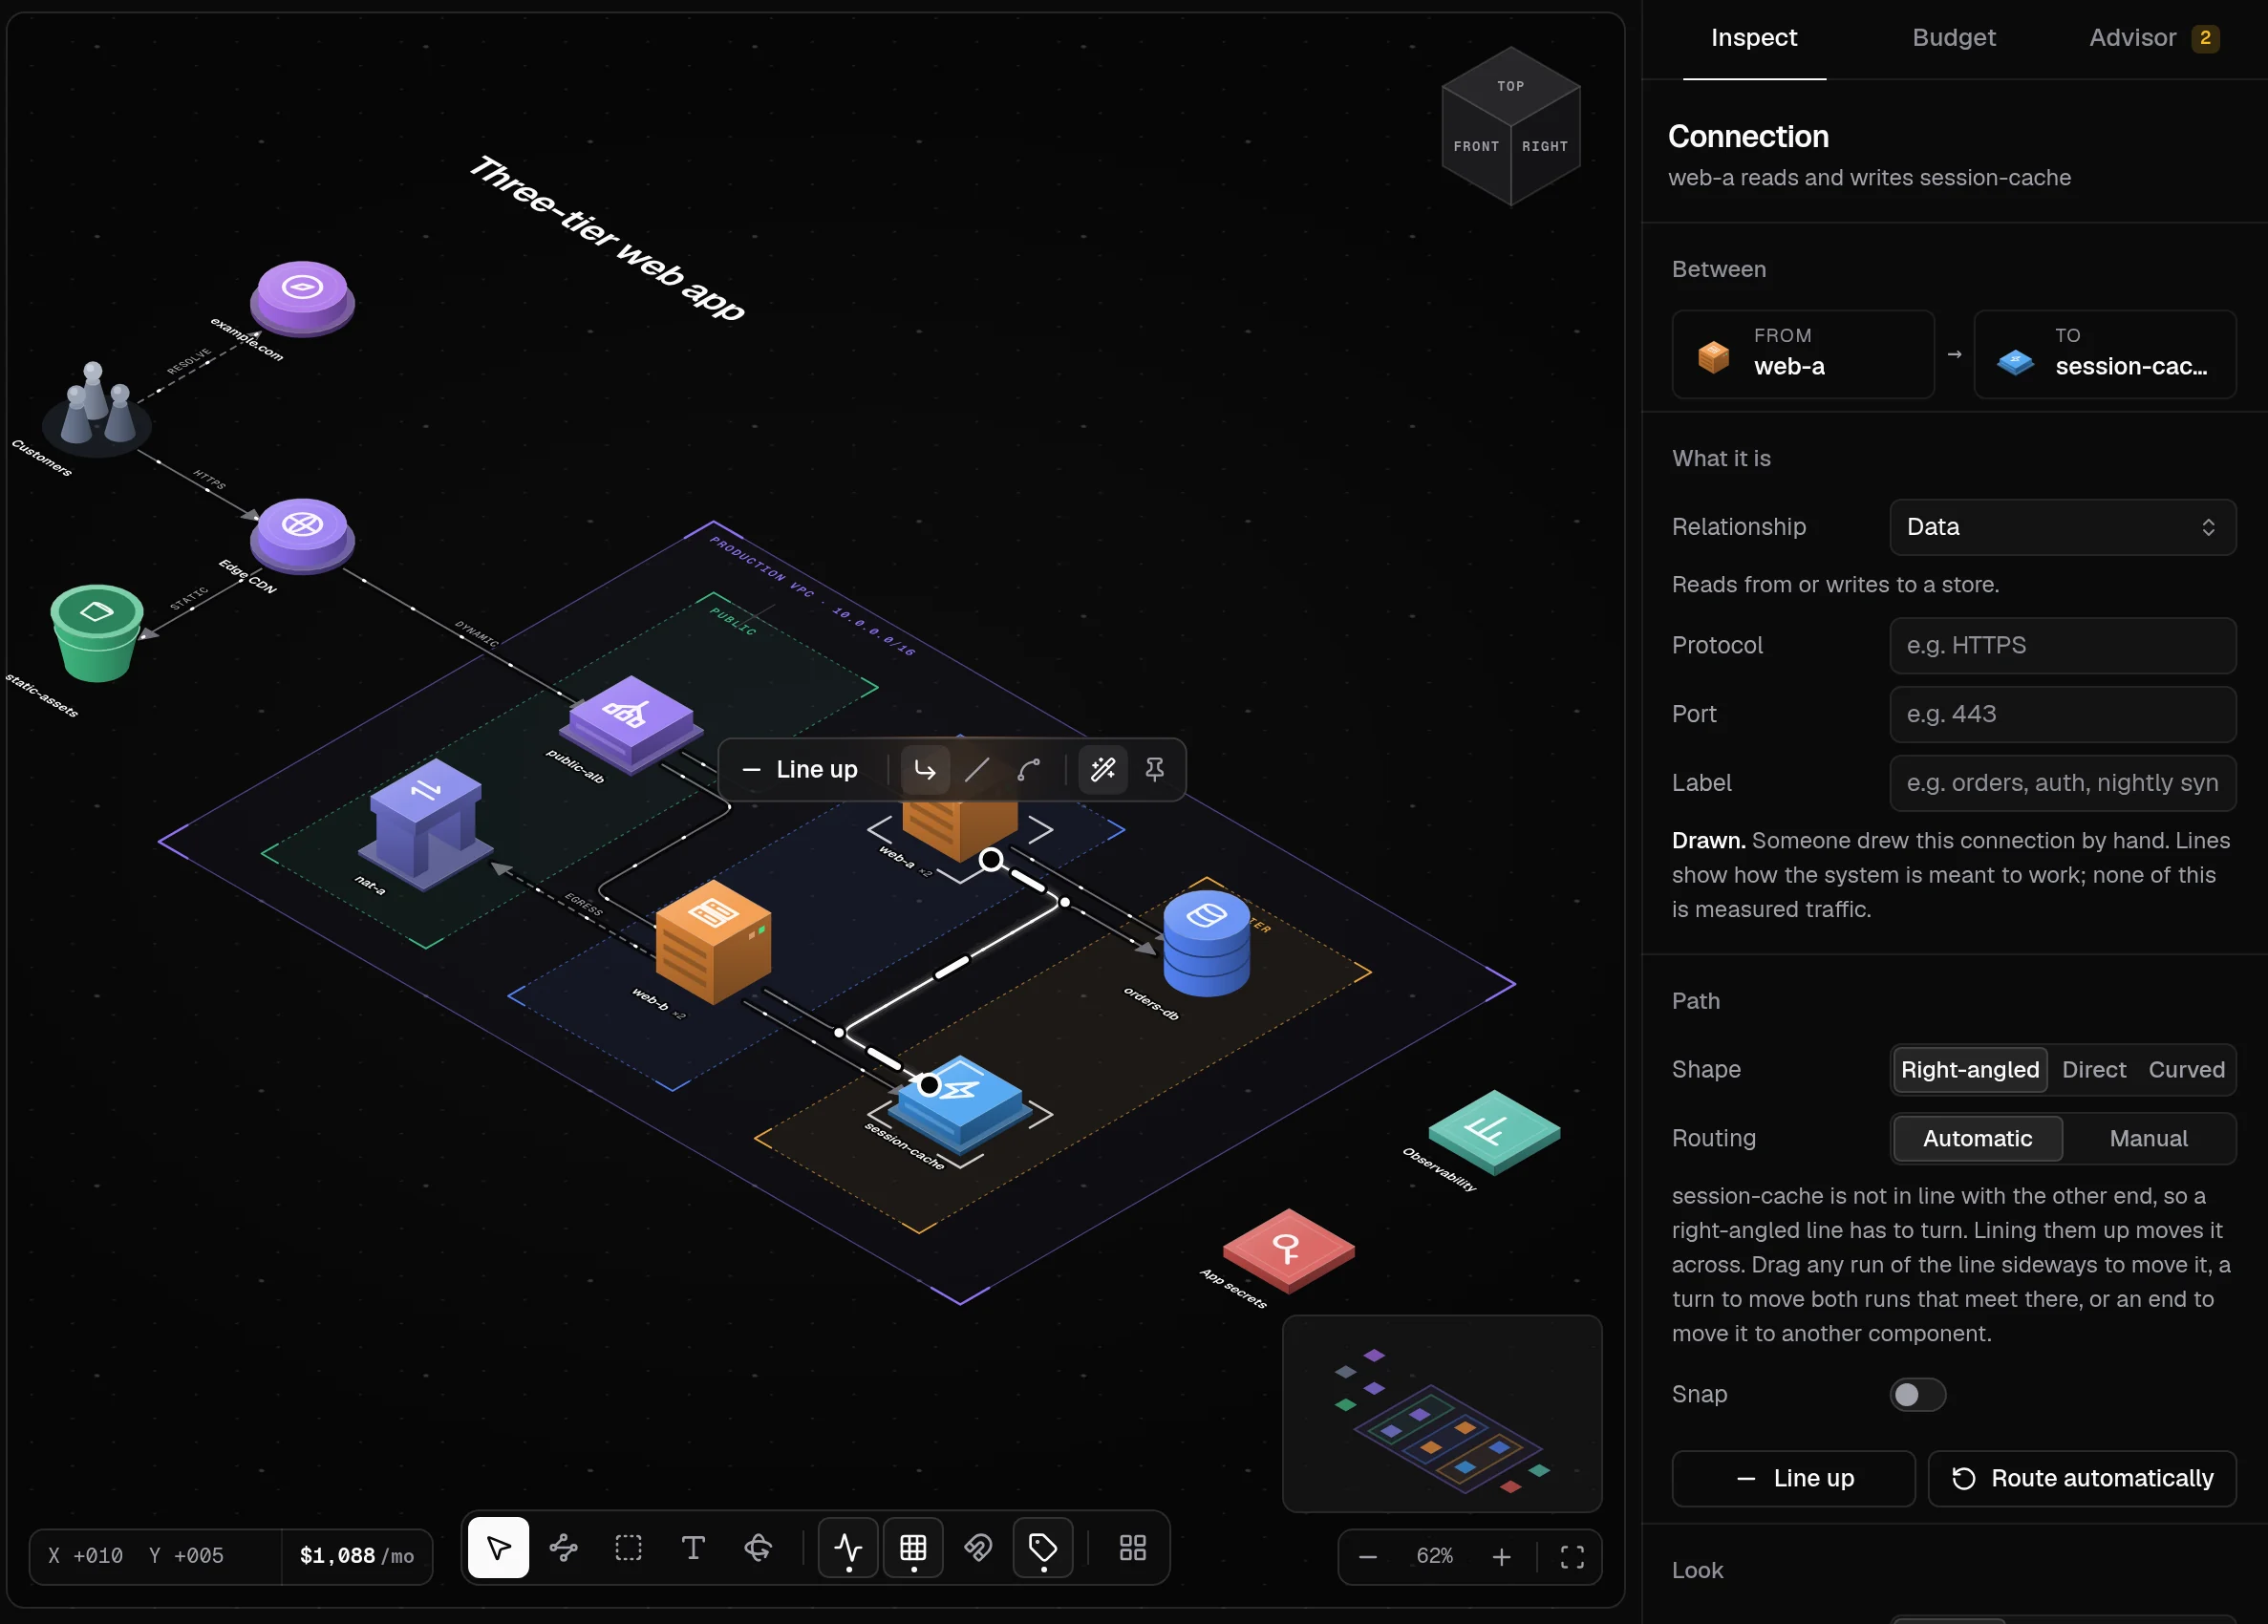 Three-tier web app
TOP
FRONT
RIGHT
example.com
RESOLVE
Customers
HTTPS
Edge CDN
STATIC
static-assets
DYNAMIC
PRODUCTION VPC · 10.0.0.0/16
PUBLIC
public-alb
Line up
nat-a
EGRESS
web-a ×2
web-b ×2
orders-db
session-cache
Observability
App secrets
X +010 Y +005
$1,088 /mo
62%
Inspect
Budget
Advisor 2
Connection
web-a reads and writes session-cache
Between
FROM
web-a
→
TO
session-cac...
What it is
Relationship
Data
Reads from or writes to a store.
Protocol
e.g. HTTPS
Port
e.g. 443
Label
e.g. orders, auth, nightly syn
Drawn. Someone drew this connection by hand. Lines
show how the system is meant to work; none of this
is measured traffic.
Path
Shape
Right-angled Direct Curved
Routing
Automatic Manual
session-cache is not in line with the other end, so a
right-angled line has to turn. Lining them up moves it
across. Drag any run of the line sideways to move it, a
turn to move both runs that meet there, or an end to
move it to another component.
Snap
Line up
Route automatically
Look